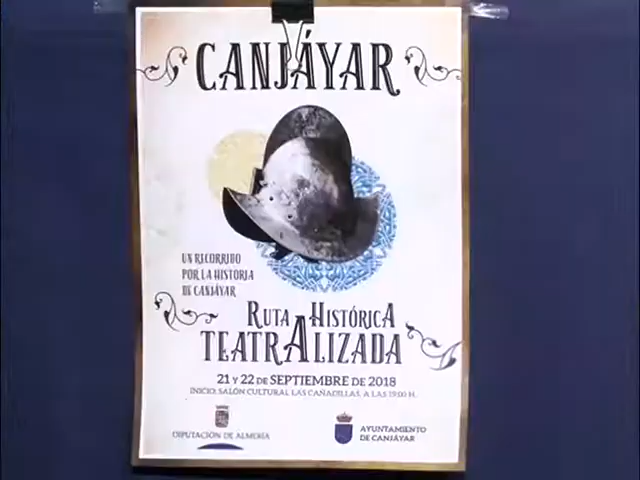 CANJÁYAR
UN RECORRIDO
POR LA HISTORIA
DE CANJÁYAR
RUTA HISTÓRICA
TEATRALIZADA
21 Y 22 DE SEPTIEMBRE DE 2018
INICIO: SALÓN CULTURAL LAS CAÑADILLAS, A LAS 19:00 H.
DIPUTACIÓN DE ALMERÍA
AYUNTAMIENTO
DE CANJÁYAR